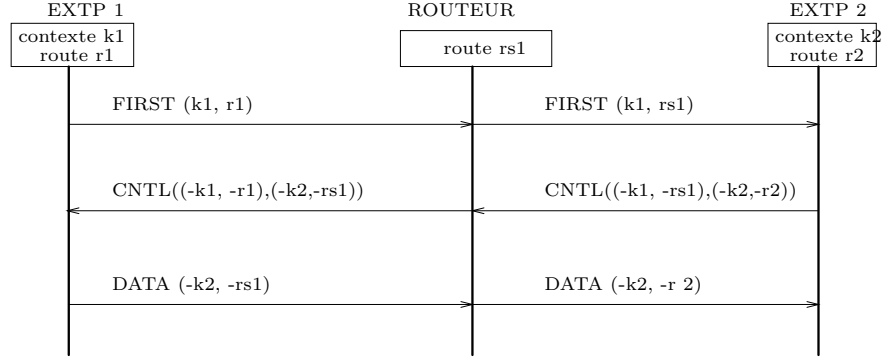 EXTP 1
ROUTEUR
EXTP 2
contexte k1
route r1
route rs1
contexte k2
route r2
FIRST (k1, r1)
FIRST (k1, rs1)
CNTL((-k1, -r1),(-k2,-rs1))
CNTL((-k1, -rs1),(-k2,-r2))
DATA (-k2, -rs1)
DATA (-k2, -r 2)